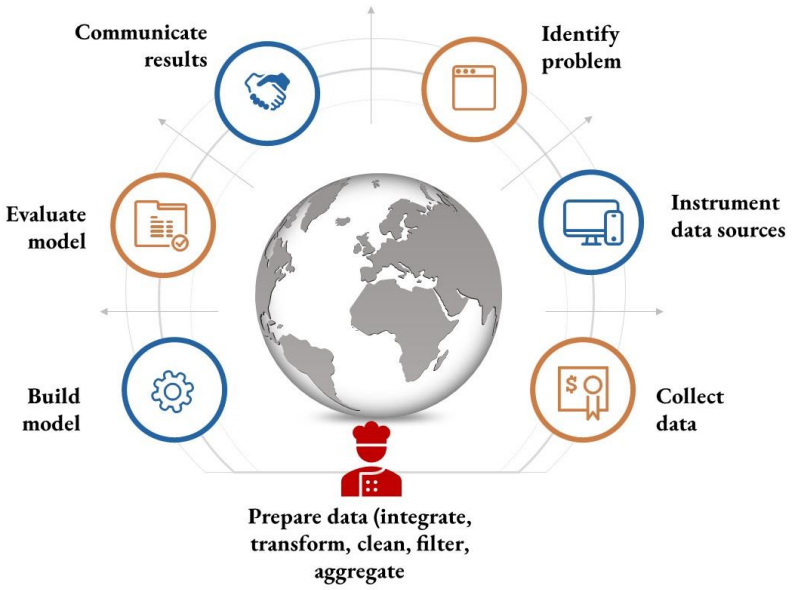 Communicate
results
Identify
problem
Evaluate
model
Instrument
data sources
Build
model
$
Collect
data
Prepare data (integrate,
transform, clean, filter,
aggregate